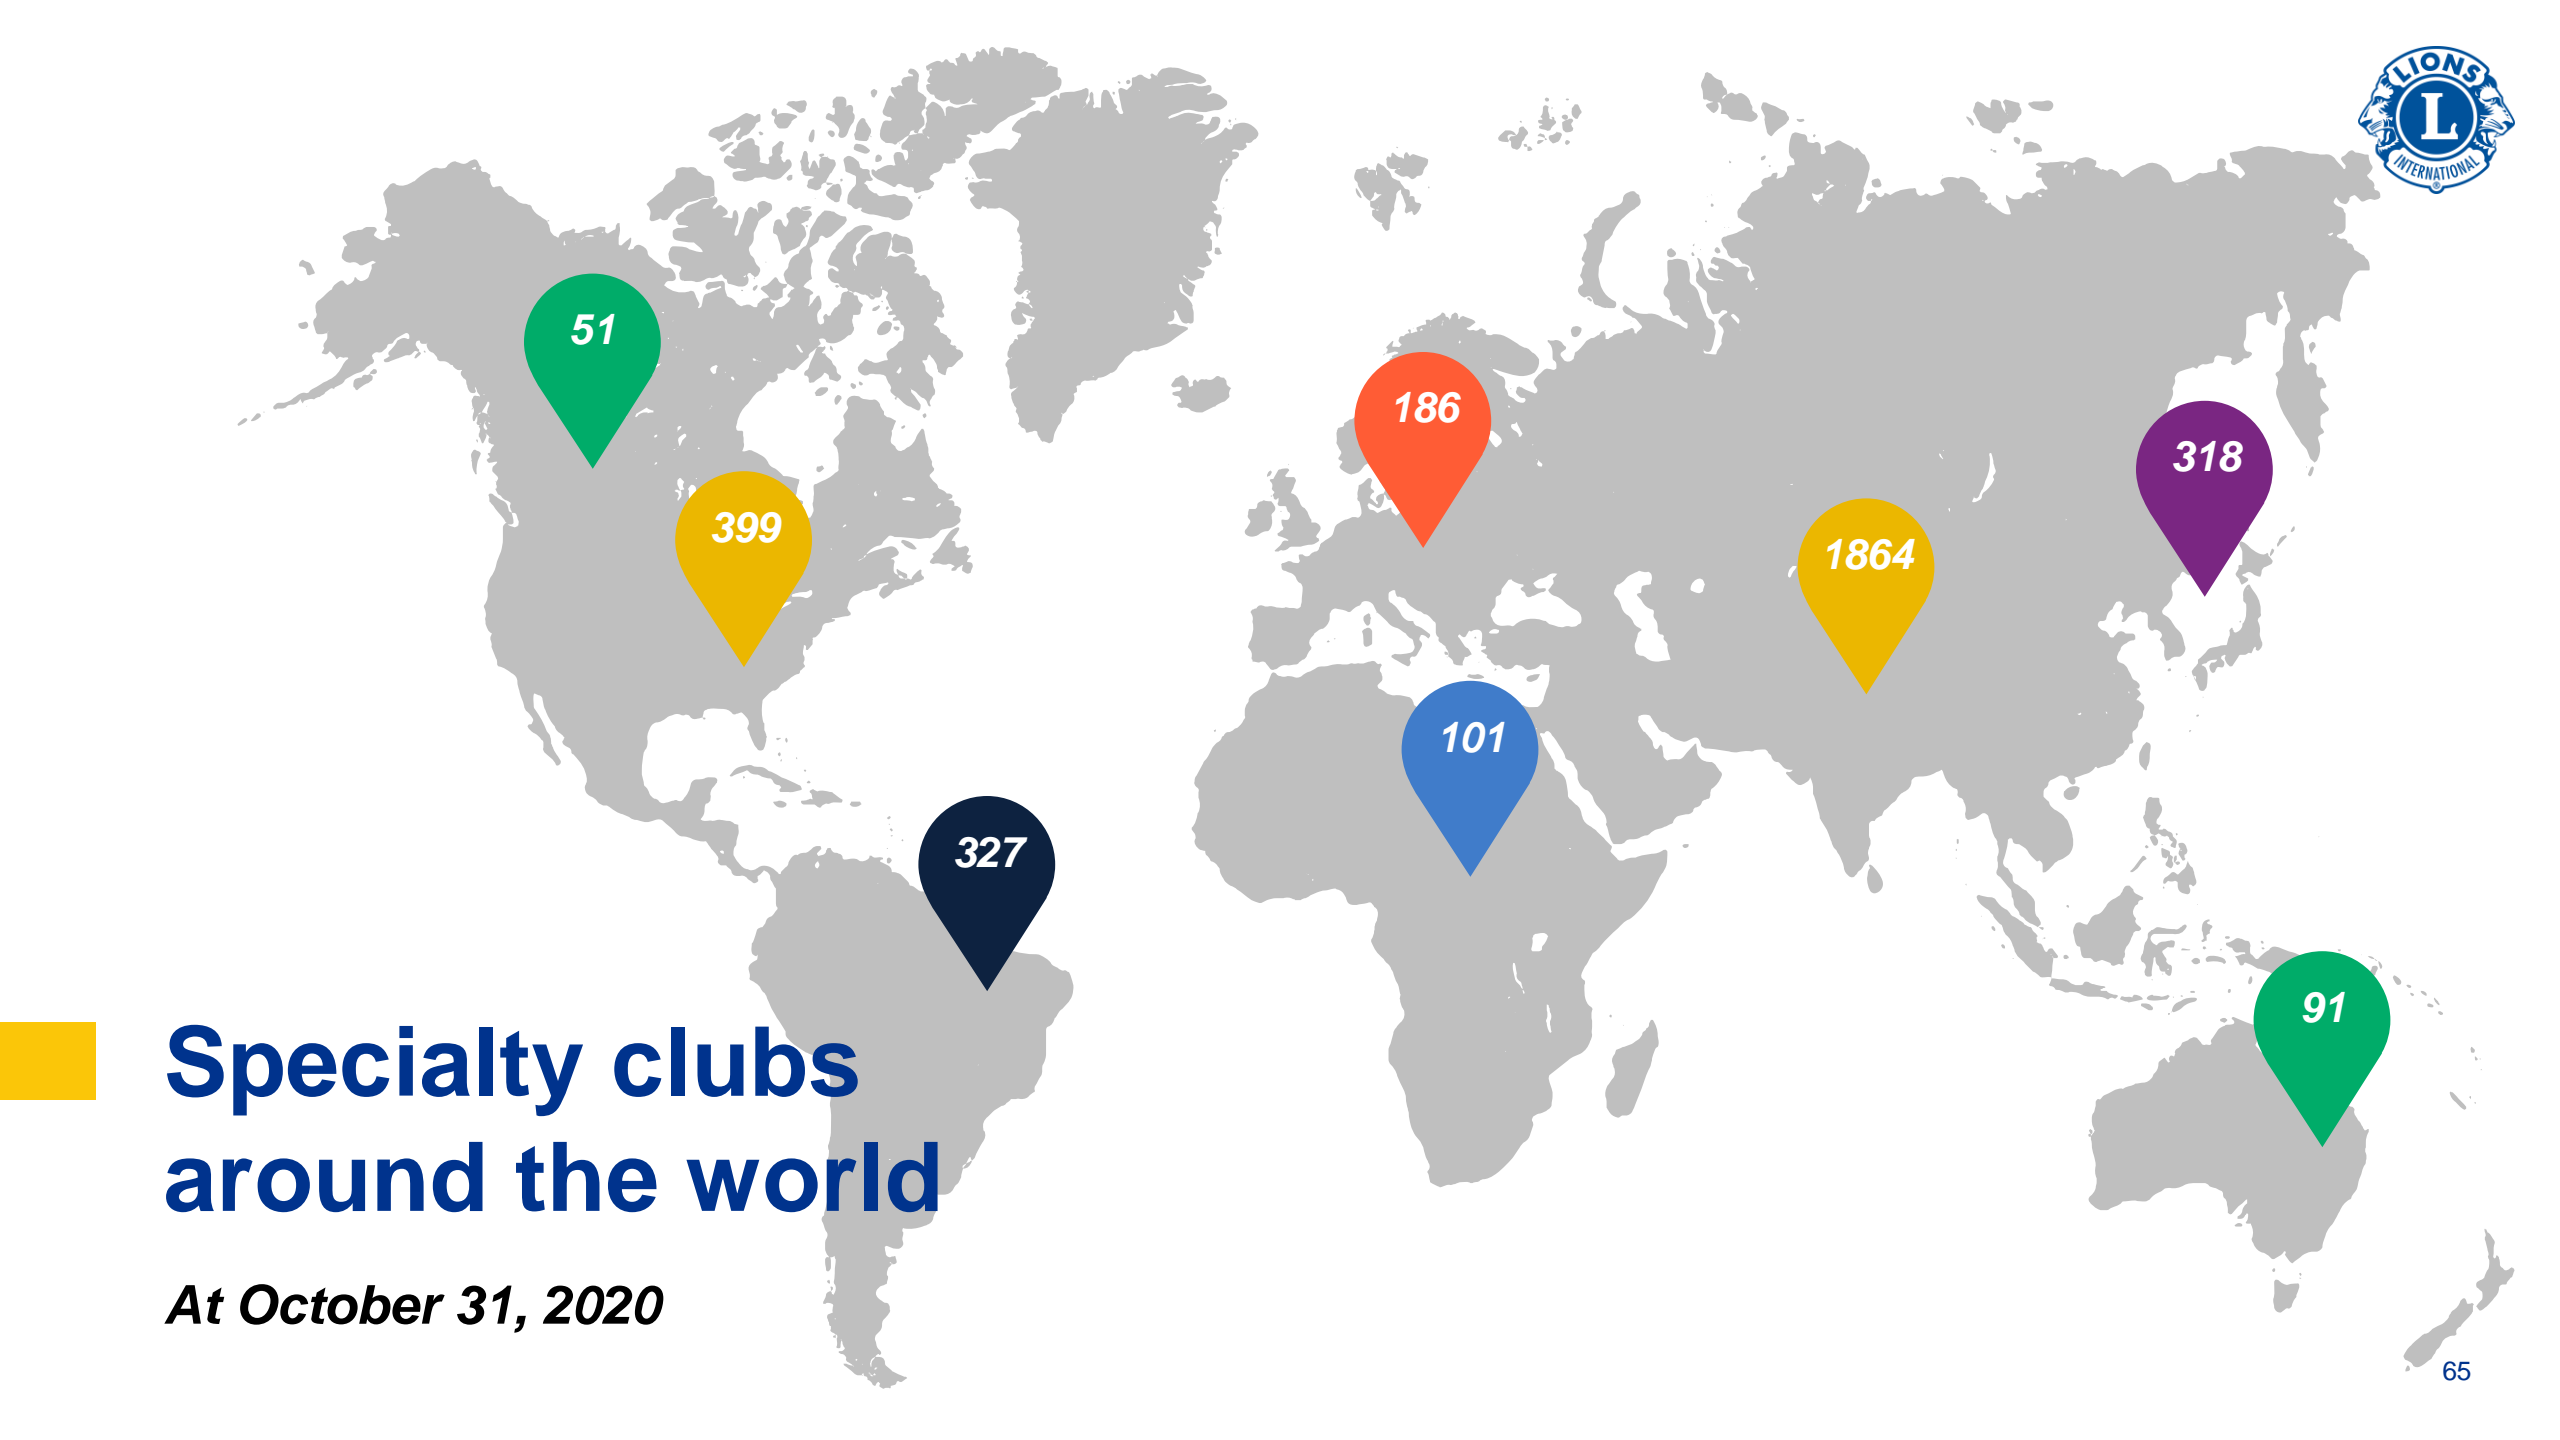 LIONS
L
INTERNATIONAL
®
51
186
318
399
1864
101
327
91
Specialty clubs
around the world
At October 31, 2020
65